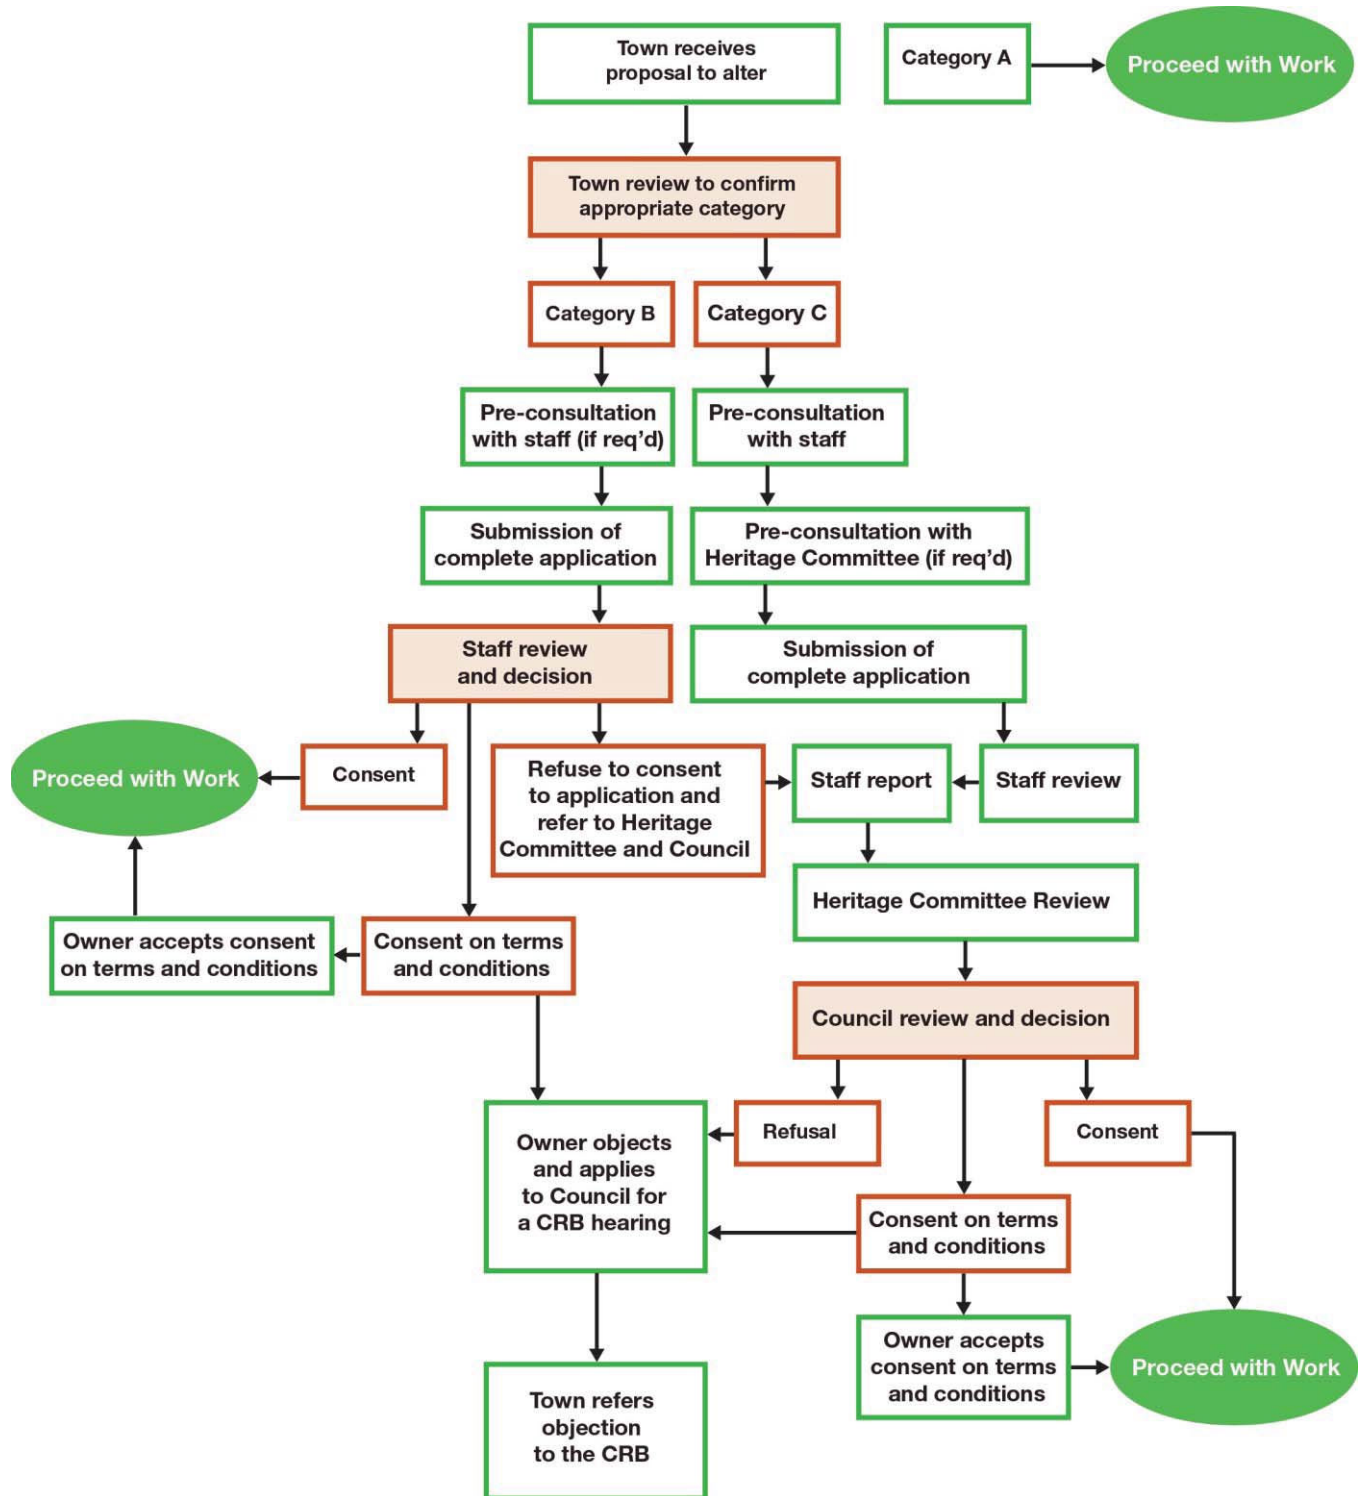 Town receives
proposal to alter
Category A
Proceed with Work
Town review to confirm
appropriate category
Category B
Category C
Pre-consultation
with staff (if req’d)
Pre-consultation
with staff
Submission of
complete application
Pre-consultation with
Heritage Committee (if req’d)
Staff review
and decision
Submission of
complete application
Proceed with Work
Consent
Refuse to consent
to application and
refer to Heritage
Committee and Council
Staff report
Staff review
Heritage Committee Review
Owner accepts consent
on terms and conditions
Consent on terms
and conditions
Council review and decision
Owner objects
and applies
to Council for
a CRB hearing
Refusal
Consent
Consent on terms
and conditions
Owner accepts
consent on terms
and conditions
Proceed with Work
Town refers
objection
to the CRB